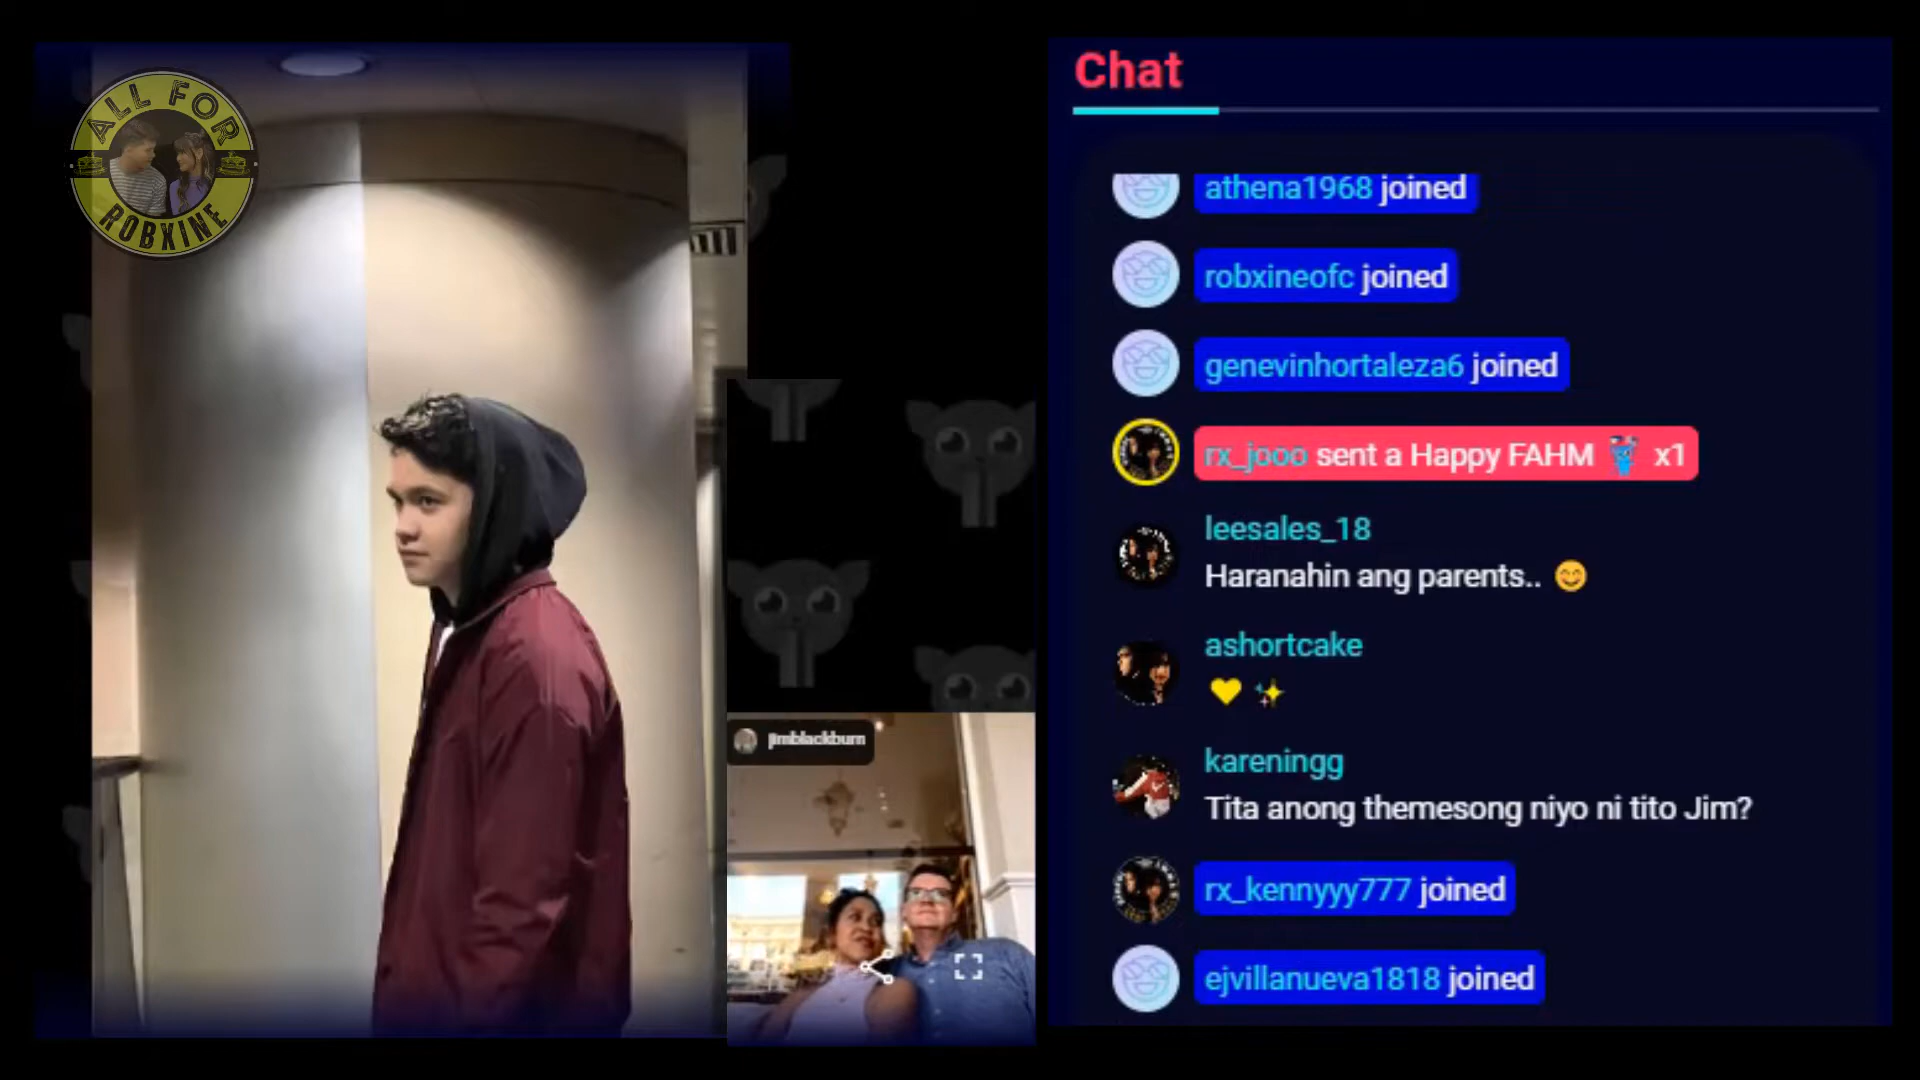 ALL FOR
ROBXINE
jimblackburn
Chat
athena1968 joined
robxineofc joined
genevinhortaleza6 joined
rx_jooo sent a Happy FAHM x1
leesales_18
Haranahin ang parents.. 😊
ashortcake
💛 ✨
kareningg
Tita anong themesong niyo ni tito Jim?
rx_kennyyy777 joined
ejvillanueva1818 joined